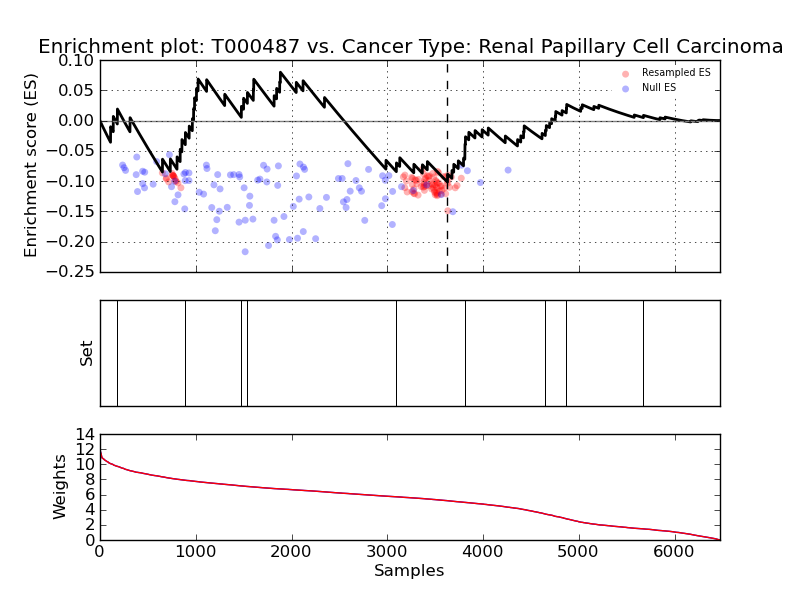 Enrichment plot: T000487 vs. Cancer Type: Renal Papillary Cell Carcinoma
0.10
0.05
0.00
−0.05
−0.10
−0.15
−0.20
−0.25
Enrichment score (ES)
Resampled ES
Null ES
Set
14
12
10
8
6
4
2
0
Weights
0 1000 2000 3000 4000 5000 6000
Samples